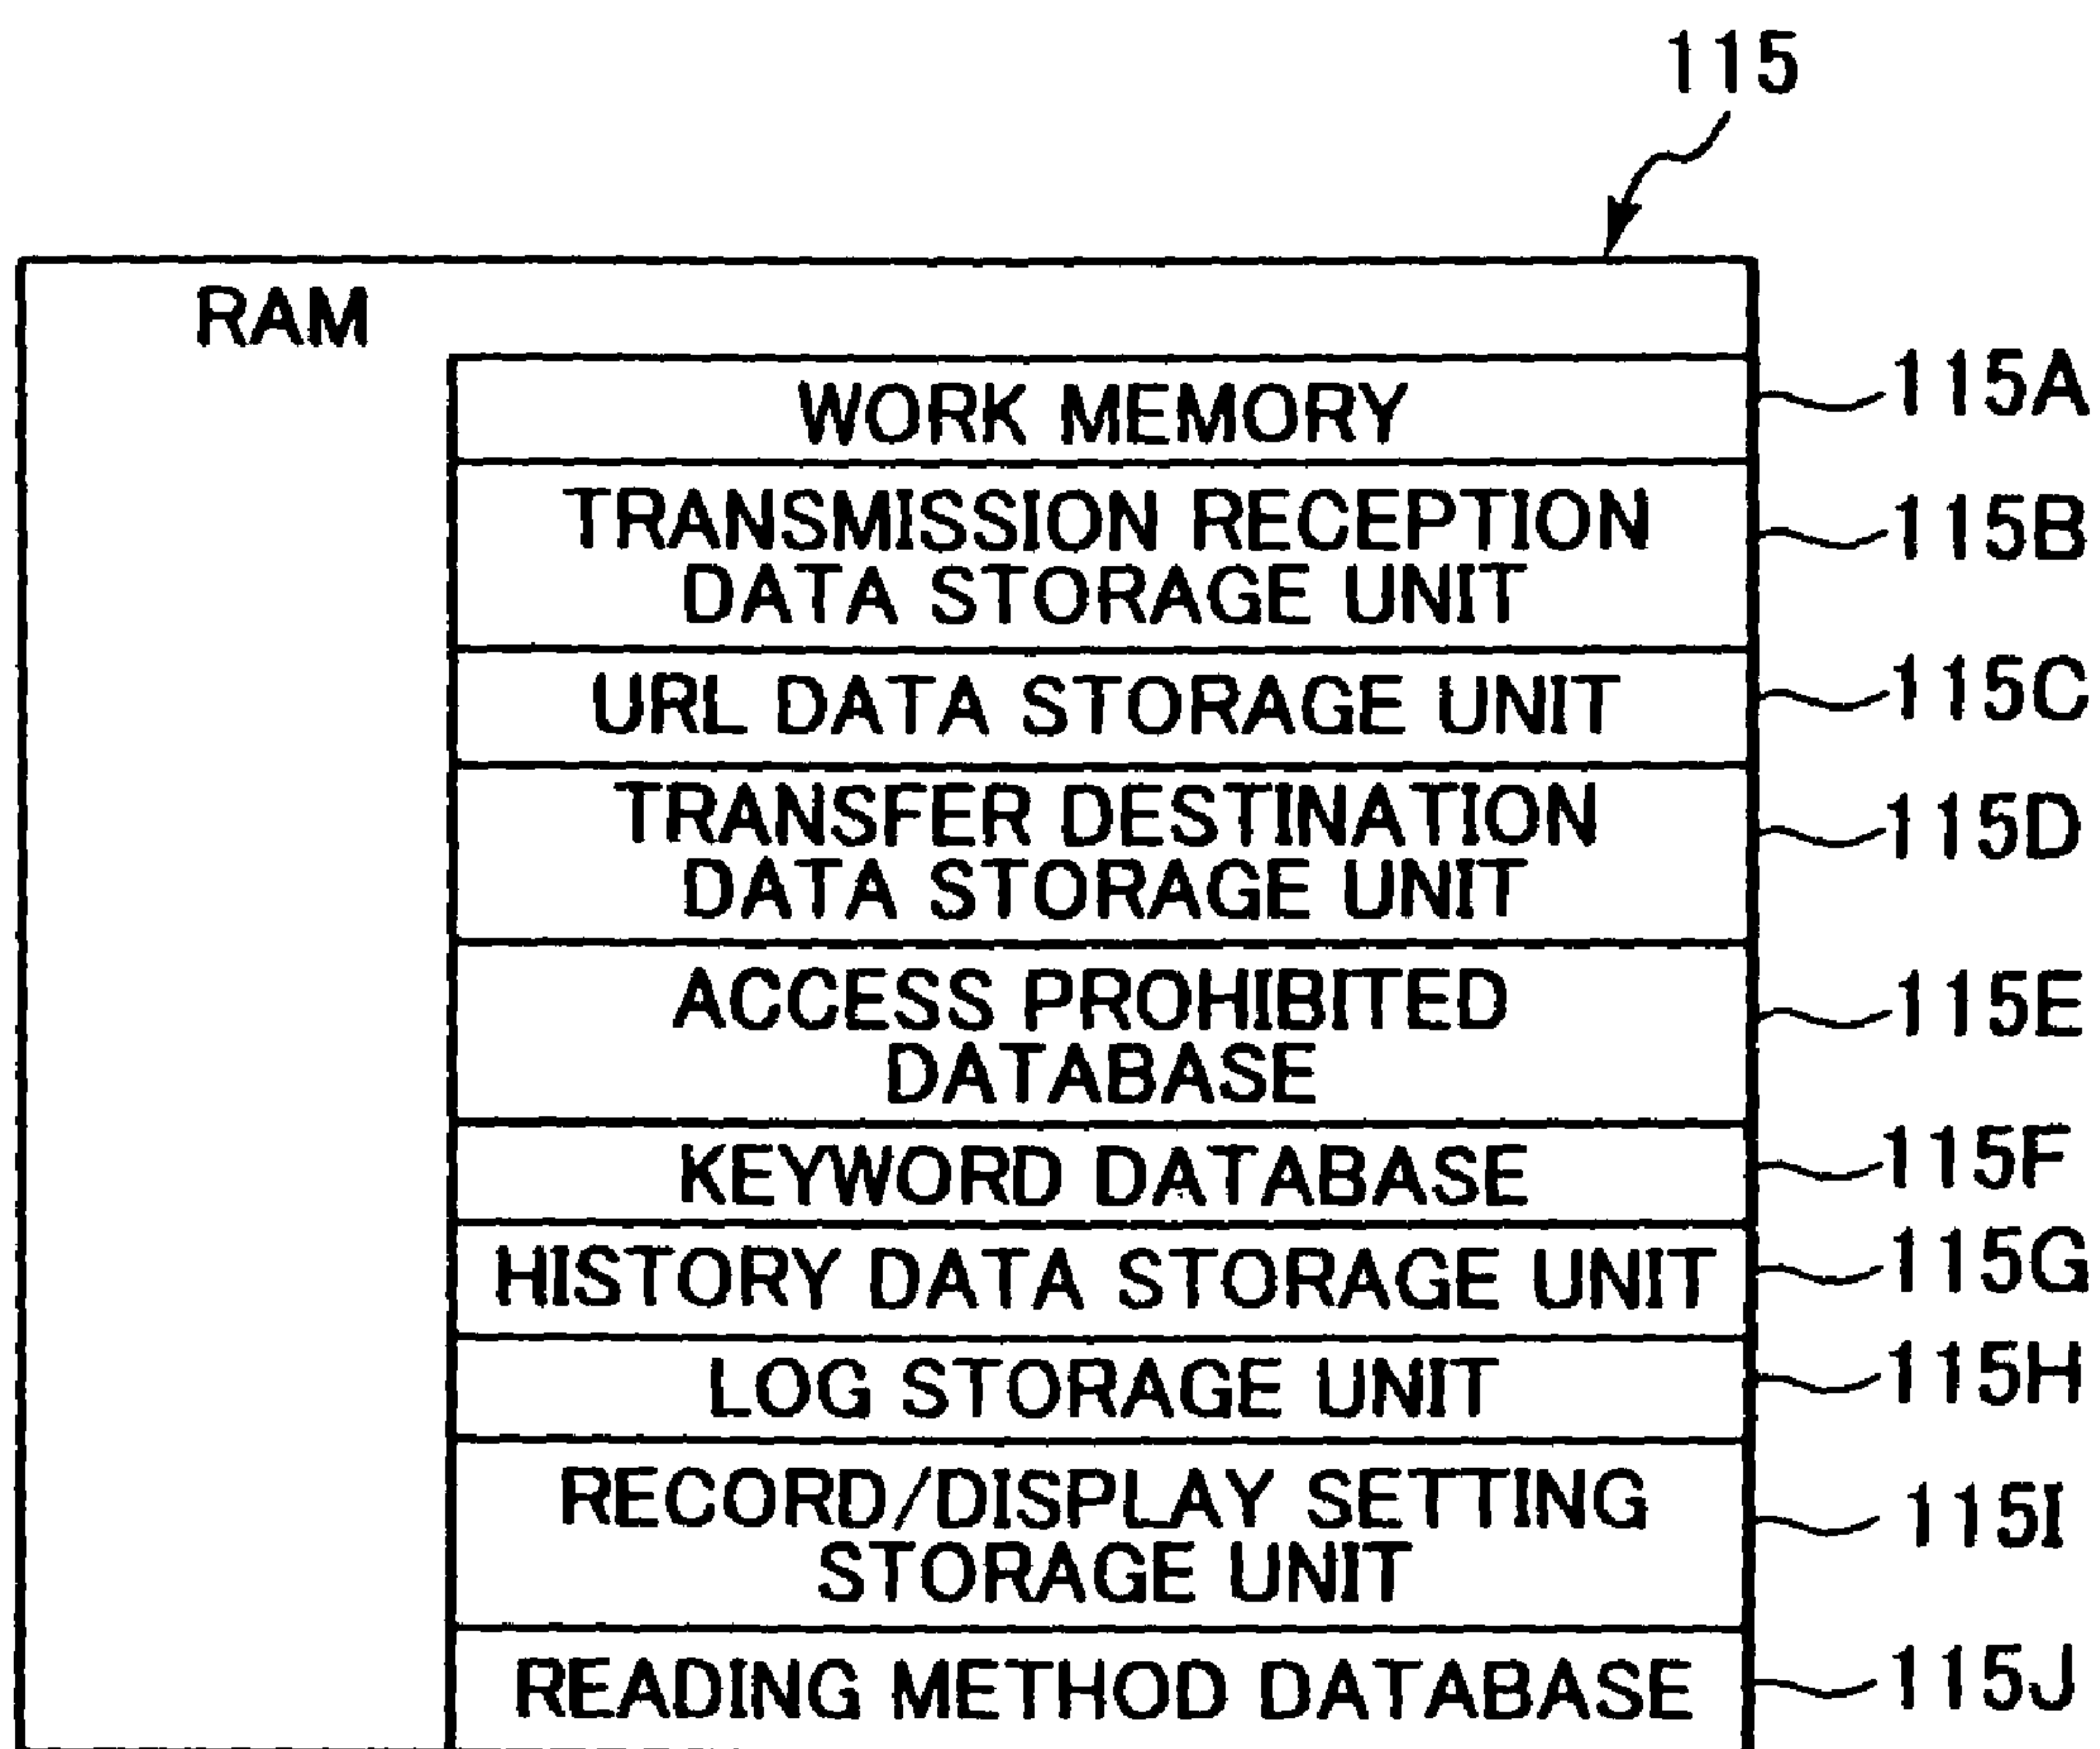 115
RAM
WORK MEMORY 115A
TRANSMISSION RECEPTION
DATA STORAGE UNIT 115B
URL DATA STORAGE UNIT 115C
TRANSFER DESTINATION
DATA STORAGE UNIT 115D
ACCESS PROHIBITED
DATABASE 115E
KEYWORD DATABASE 115F
HISTORY DATA STORAGE UNIT 115G
LOG STORAGE UNIT 115H
RECORD/DISPLAY SETTING
STORAGE UNIT 115I
READING METHOD DATABASE 115J